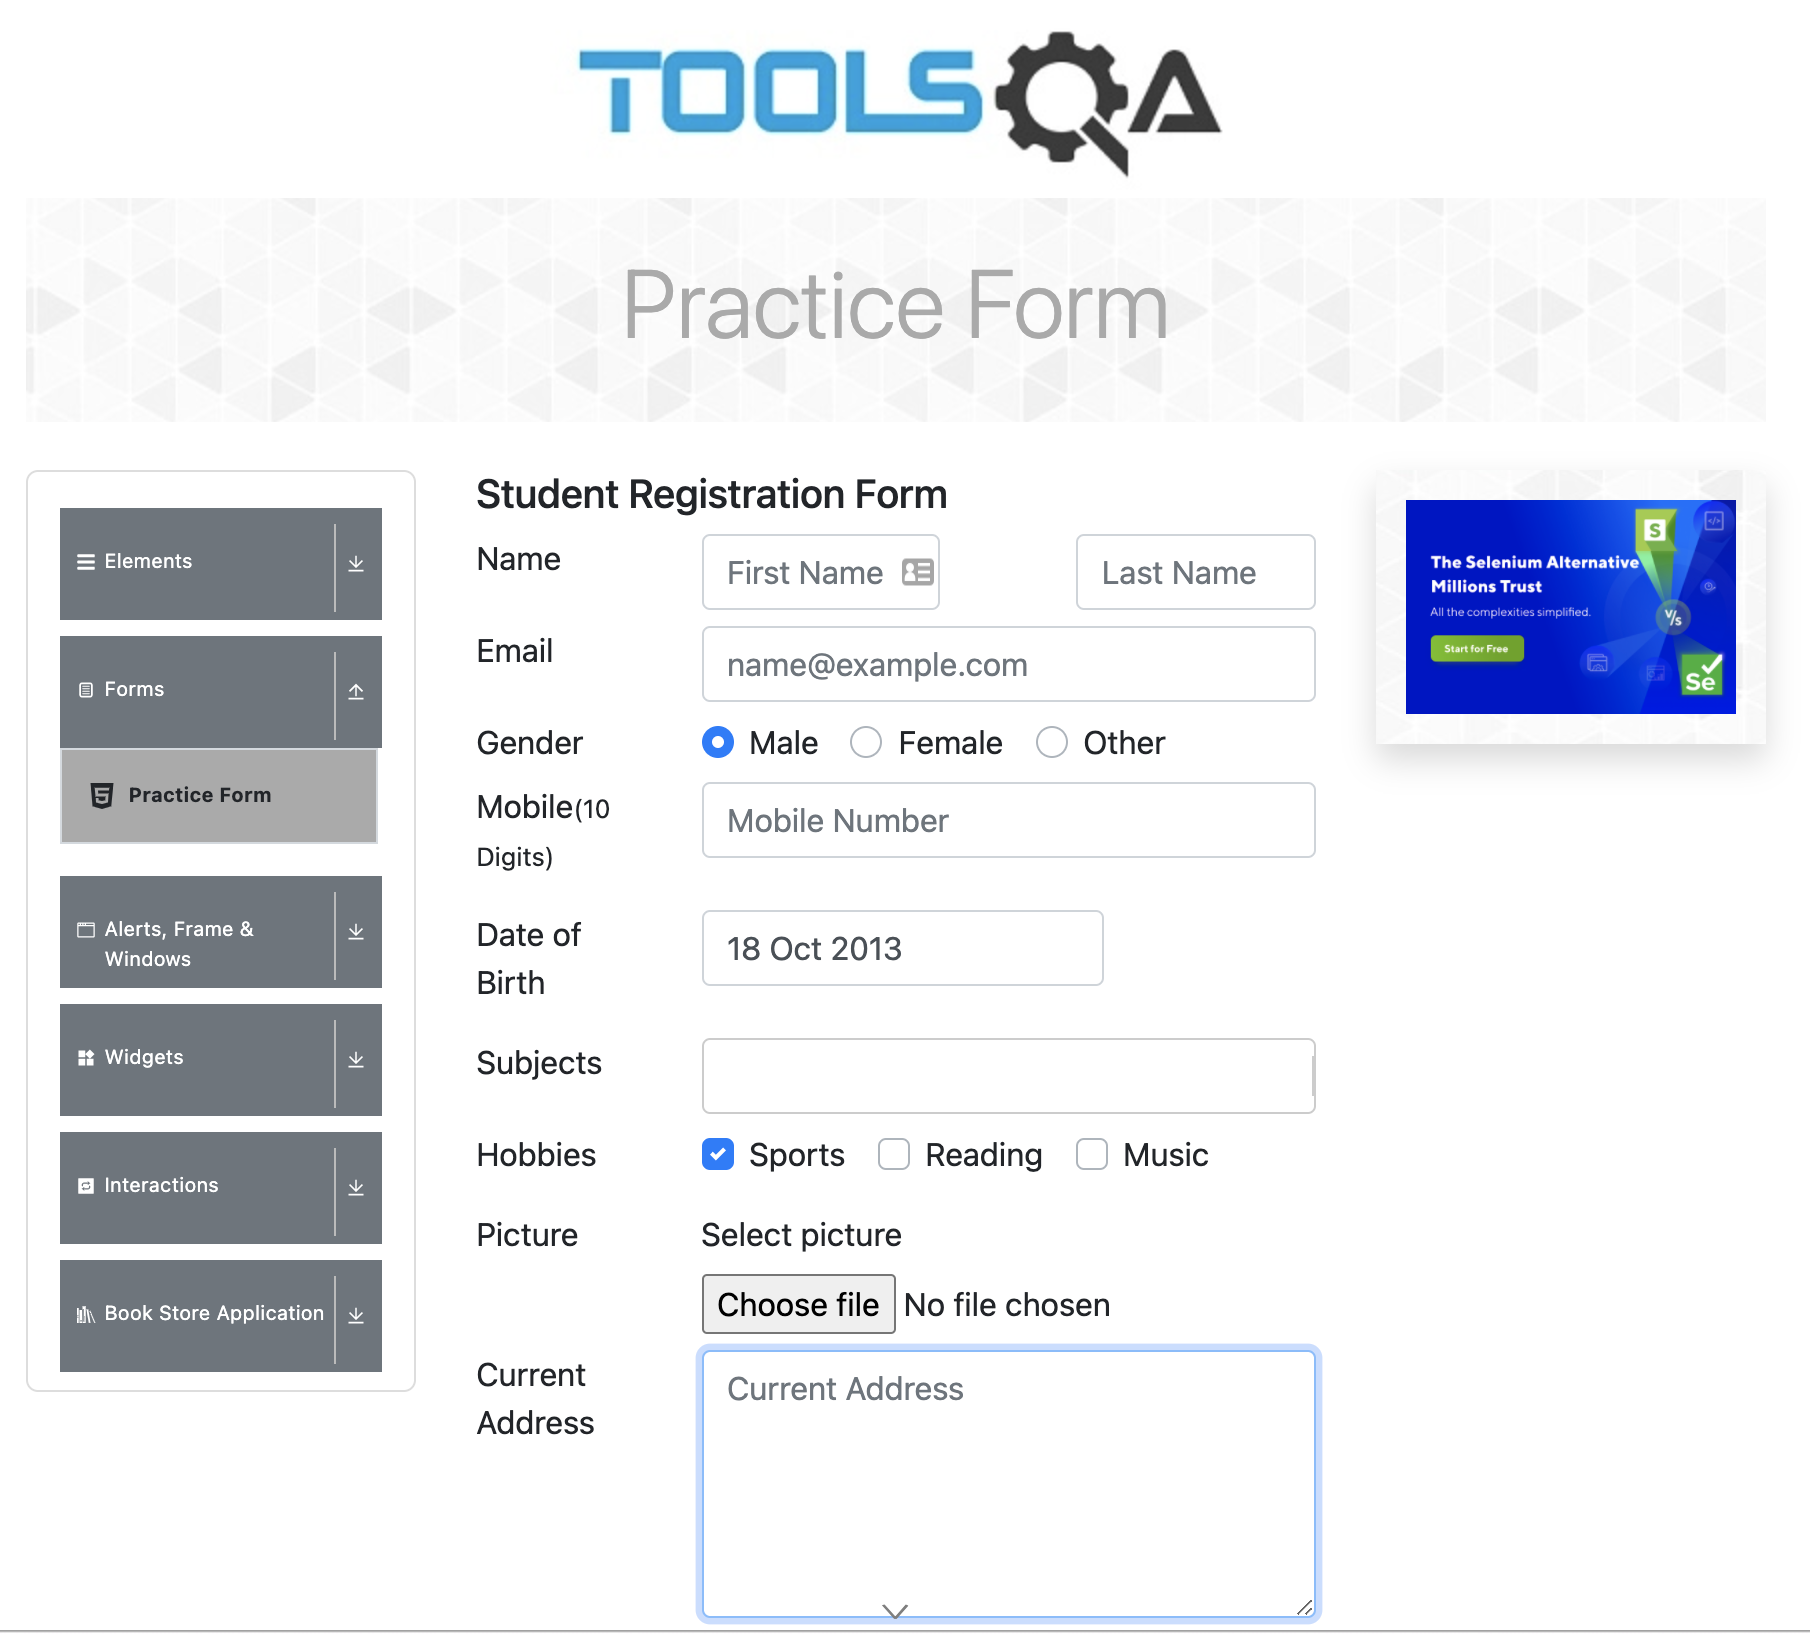 TOOLSQA
Practice Form
Elements
Forms
Practice Form
Alerts, Frame &
Windows
Widgets
Interactions
Book Store Application
Student Registration Form
Name
First Name
Last Name
Email
name@example.com
Gender
Male
Female
Other
Mobile(10
Digits)
Mobile Number
Date of
Birth
18 Oct 2013
Subjects
Hobbies
Sports
Reading
Music
Picture
Select picture
Choose file
No file chosen
Current
Address
Current Address
The Selenium Alternative
Millions Trust
All the complexities simplified.
Start for Free
S
V/s
Se